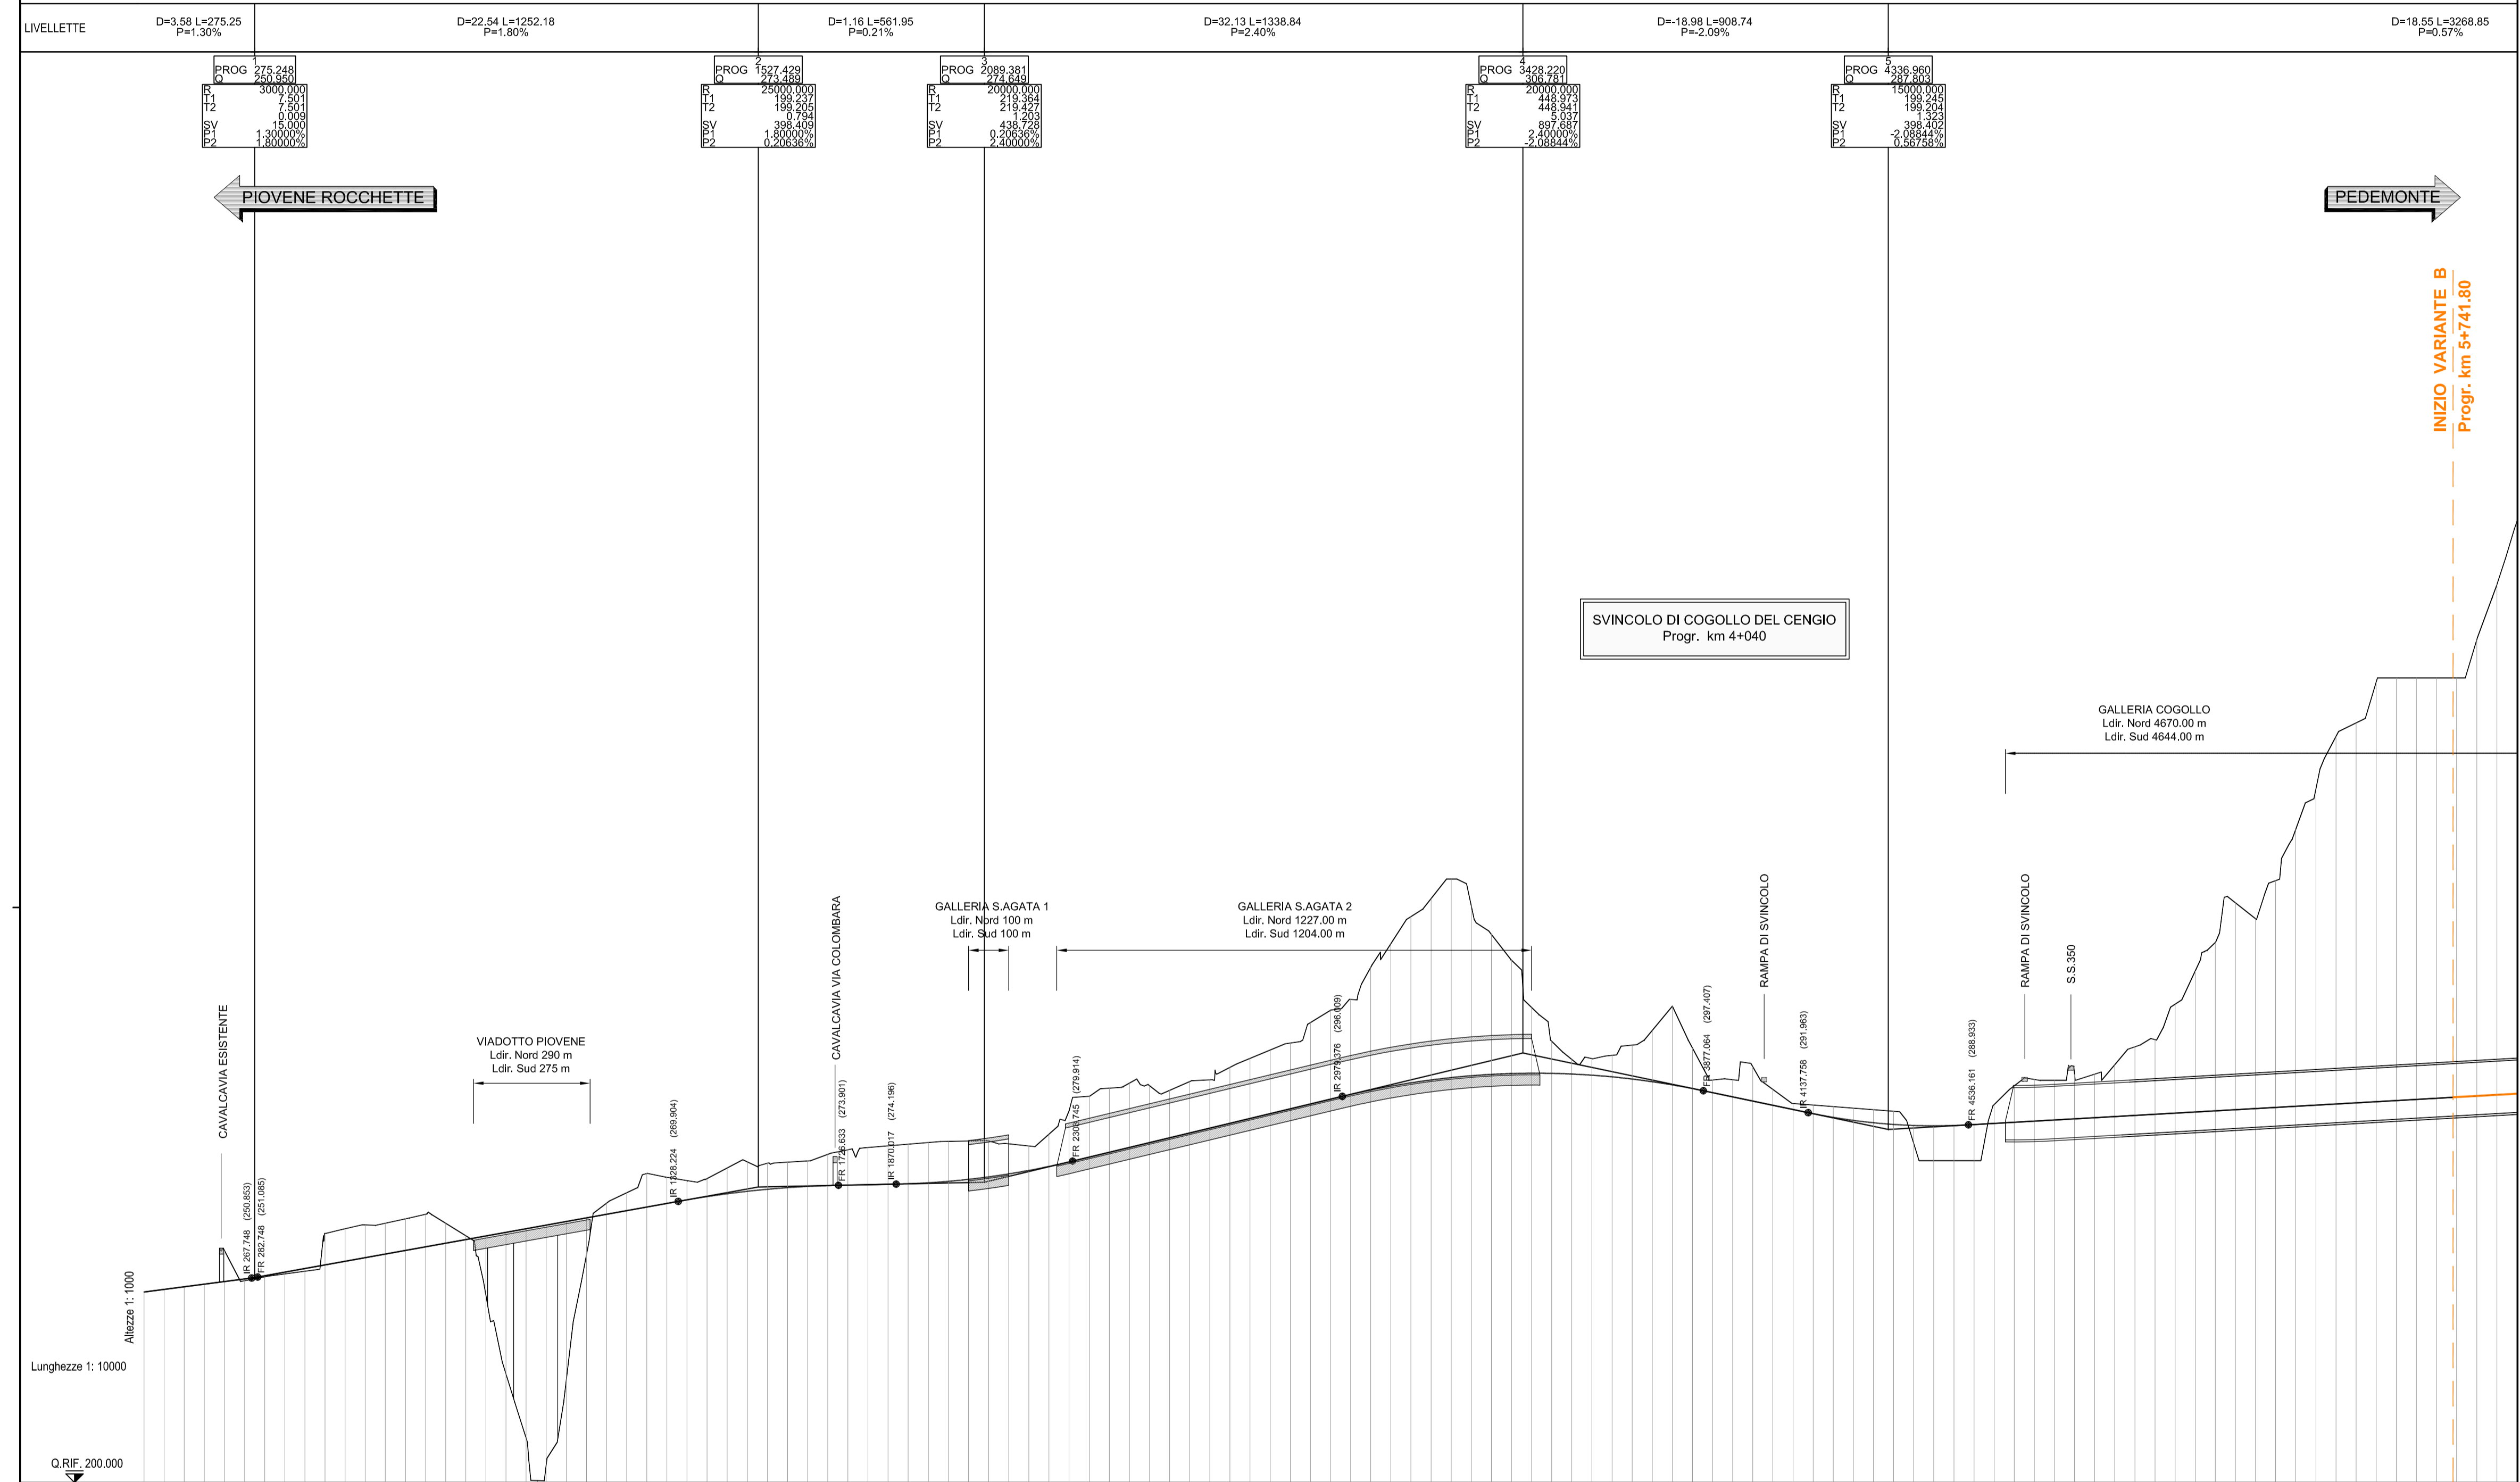 LIVELLETTE
D=3.58 L=275.25
P=1.30%
D=22.54 L=1252.18
P=1.80%
D=1.16 L=561.95
P=0.21%
D=32.13 L=1338.84
P=2.40%
D=-18.98 L=908.74
P=-2.09%
D=18.55 L=3268.85
P=0.57%
1
PROG 275.248
Q 250.950
R 3000.000
T1 7.501
T2 7.501
0.009
SV 15.000
P1 1.30000%
P2 1.80000%
2
PROG 1527.429
Q 273.489
R 25000.000
T1 199.237
T2 199.205
0.794
SV 398.409
P1 1.80000%
P2 0.20636%
3
PROG 2089.381
Q 274.649
R 20000.000
T1 219.364
T2 219.427
1.203
SV 438.728
P1 0.20636%
P2 2.40000%
4
PROG 3428.220
Q 306.781
R 20000.000
T1 448.973
T2 448.941
5.037
SV 897.687
P1 2.40000%
P2 -2.08844%
5
PROG 4336.960
Q 287.803
R 15000.000
T1 199.245
T2 199.204
1.323
SV 398.402
P1 -2.08844%
P2 0.56758%
PIOVENE ROCCHETTE
PEDEMONTE
INIZIO VARIANTE B
Progr. km 5+741.80
SVINCOLO DI COGOLLO DEL CENGIO
Progr. km 4+040
GALLERIA COGOLLO
Ldir. Nord 4670.00 m
Ldir. Sud 4644.00 m
CAVALCAVIA ESISTENTE
IR 267.748 (250.853)
FR 282.748 (251.085)
VIADOTTO PIOVENE
Ldir. Nord 290 m
Ldir. Sud 275 m
IR 1328.224 (269.904)
CAVALCAVIA VIA COLOMBARA
FR 1726.633 (273.901)
IR 1870.017 (274.196)
GALLERIA S.AGATA 1
Ldir. Nord 100 m
Ldir. Sud 100 m
FR 2308.745 (279.914)
GALLERIA S.AGATA 2
Ldir. Nord 1227.00 m
Ldir. Sud 1204.00 m
IR 2979.376 (296.009)
FR 3877.064 (297.407)
RAMPA DI SVINCOLO
IR 4137.758 (291.963)
FR 4536.161 (288.933)
RAMPA DI SVINCOLO
S.S.350
Altezze 1: 1000
Lunghezze 1: 10000
Q.RIF. 200.000